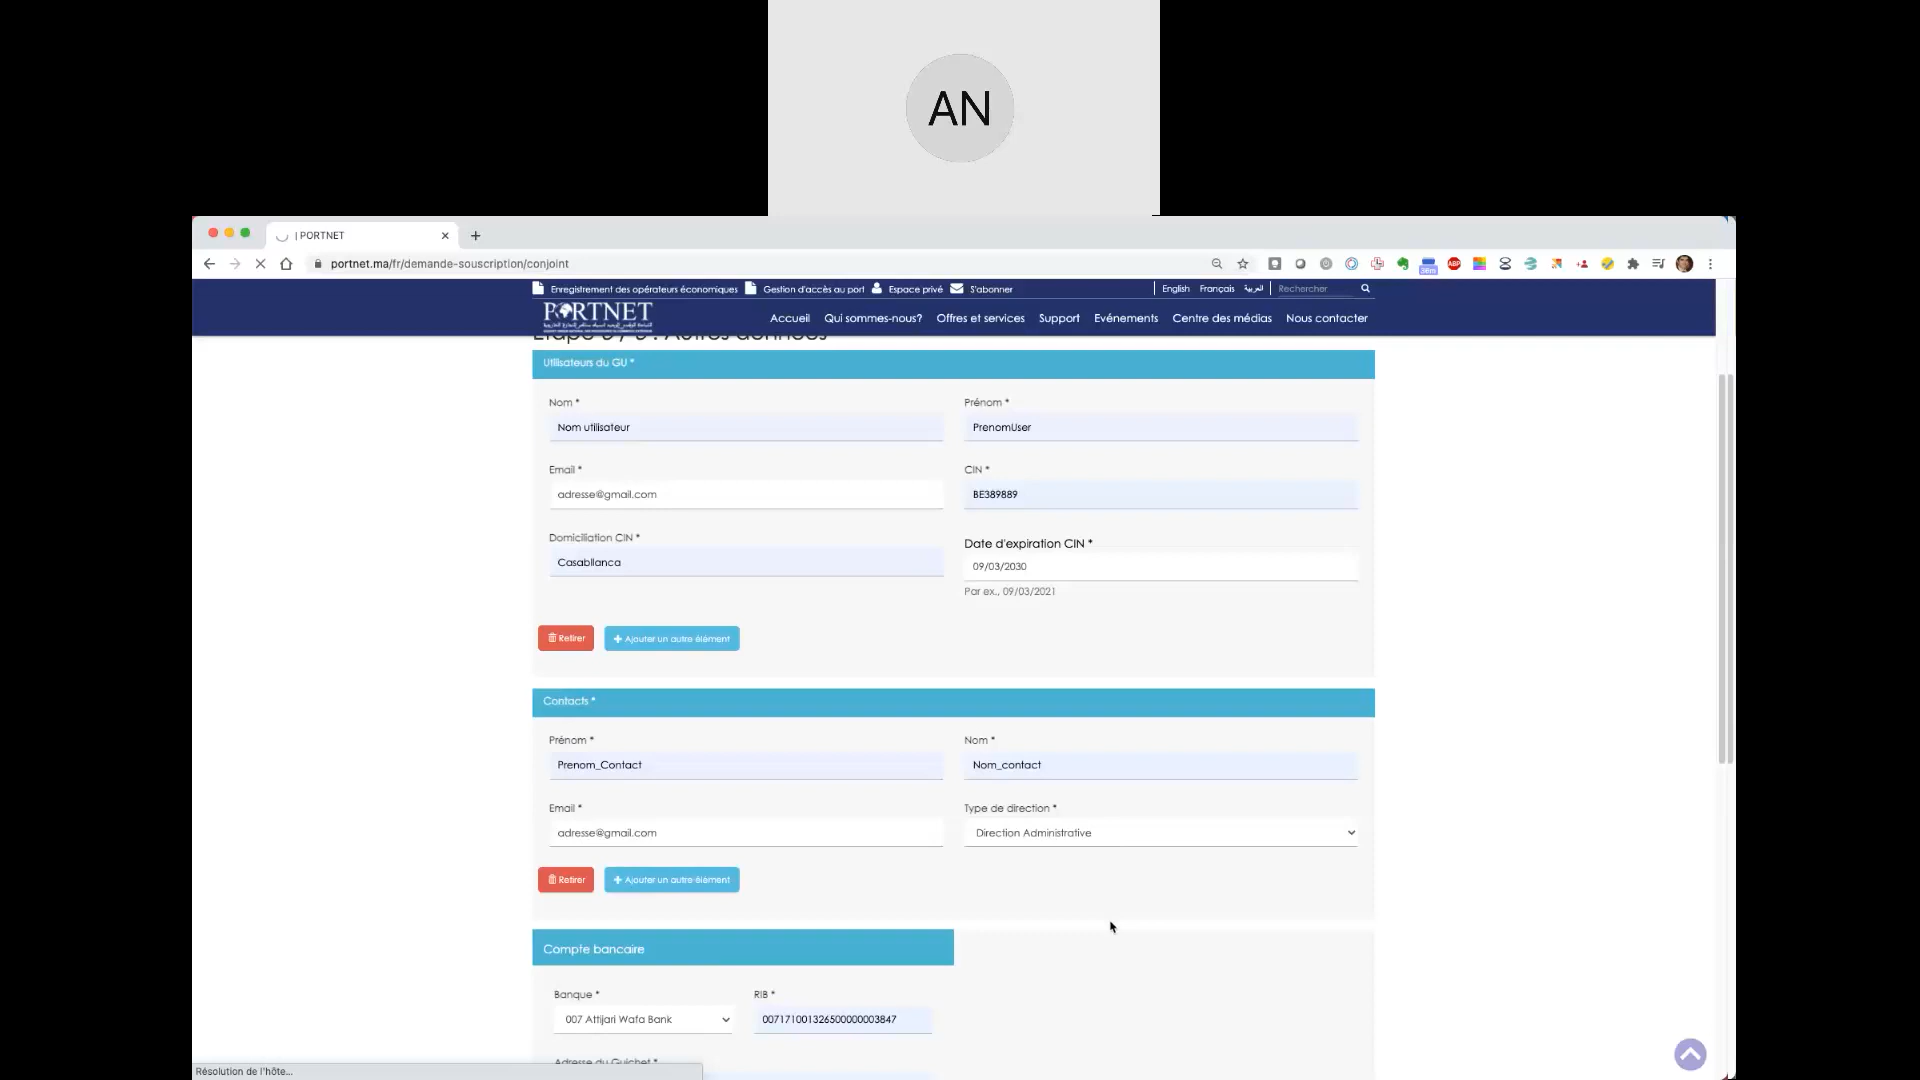 AN
| PORTNET
portnet.ma/fr/demande-souscription/conjoint
ABP
Enregistrement des opérateurs économiques Gestion d'accès au port Espace privé S'abonner English Français العربية Rechercher
PORTNET
Accueil Qui sommes-nous? Offres et services Support Evénements Centre des médias Nous contacter
Utilisateurs du GU *
Nom * Prénom *
Nom utilisateur PrenomUser
Email * CIN *
adresse@gmail.com BE389889
Domiciliation CIN * Date d'expiration CIN *
Casabllanca 09/03/2030
Par ex., 09/03/2021
Retirer Ajouter un autre élément
Contacts *
Prénom * Nom *
Prenom_Contact Nom_contact
Email * Type de direction *
adresse@gmail.com Direction Administrative
Retirer Ajouter un autre élément
Compte bancaire
Banque * RIB *
007 Attijari Wafa Bank 007171001326500000003847
Adresse du Guichet *
Résolution de l'hôte...